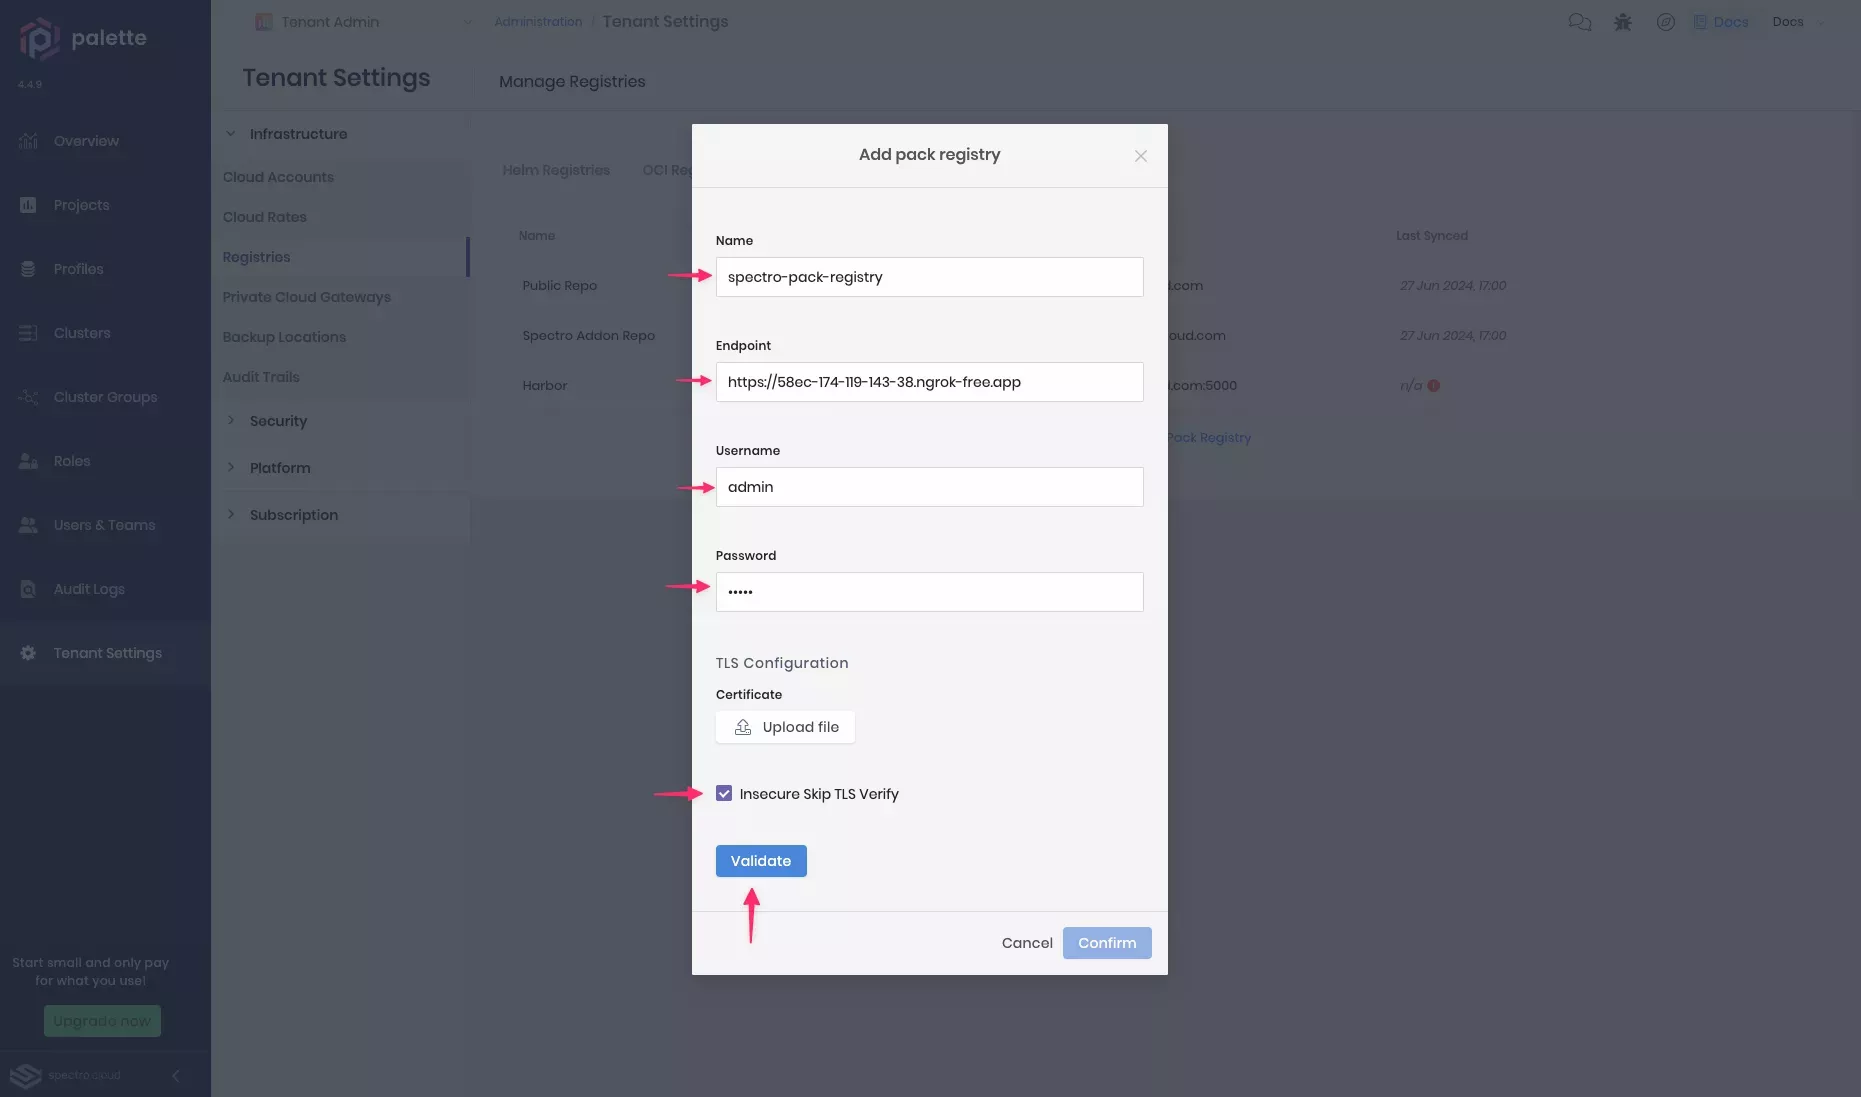 palette
4.4.9
Overview
Projects
Profiles
Clusters
Cluster Groups
Roles
Users & Teams
Audit Logs
Tenant Settings
Start small and only pay
for what you use!
Upgrade now
spectro cloud
Tenant Admin
Administration / Tenant Settings
Docs
Docs
Tenant Settings
Infrastructure
Cloud Accounts
Cloud Rates
Registries
Private Cloud Gateways
Backup Locations
Audit Trails
Security
Platform
Subscription
Manage Registries
Helm Registries
OCI Reg
Name
Last Synced
Public Repo
d.com
27 Jun 2024, 17:00
Spectro Addon Repo
oud.com
27 Jun 2024, 17:00
Harbor
d.com:5000
n/a
Pack Registry
Add pack registry
Name
spectro-pack-registry
Endpoint
https://58ec-174-119-143-38.ngrok-free.app
Username
admin
Password
•••••
TLS Configuration
Certificate
Upload file
Insecure Skip TLS Verify
Validate
Cancel
Confirm